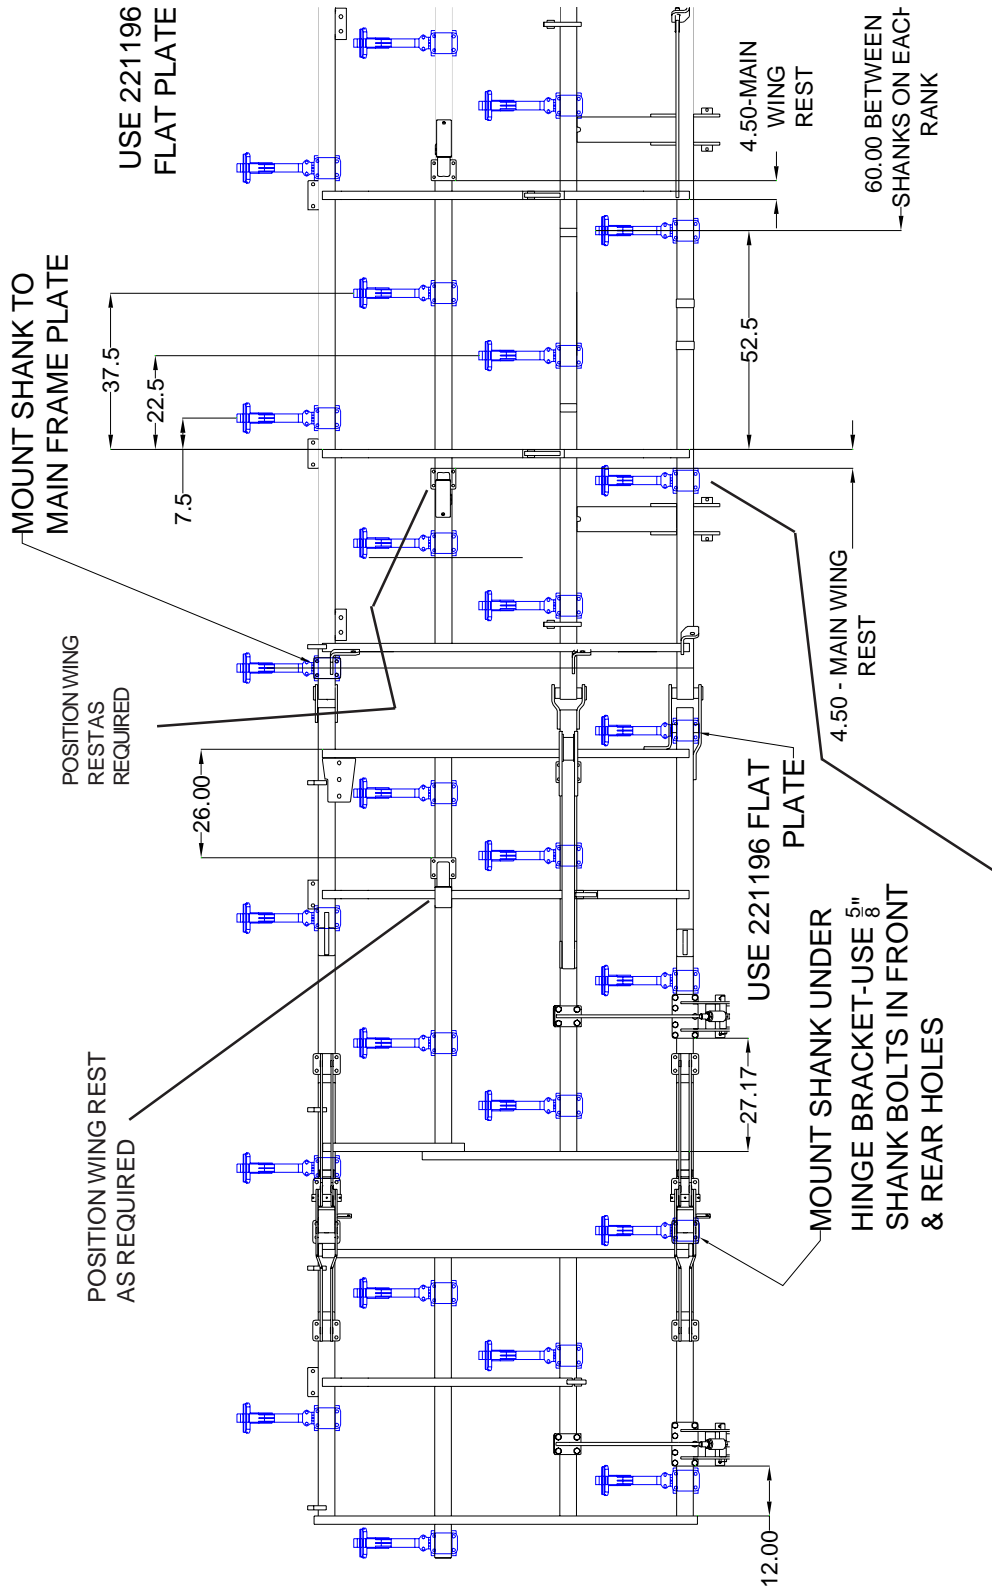 USE 221196
FLAT PLATE
MOUNT SHANK TO
MAIN FRAME PLATE
37.5
22.5
7.5
4.50-MAIN
WING
REST
60.00 BETWEEN
SHANKS ON EACH
RANK
52.5
POSITION WING
REST AS
REQUIRED
26.00
4.50 - MAIN WING
REST
USE 221196 FLAT
PLATE
POSITION WING REST
AS REQUIRED
27.17
MOUNT SHANK UNDER
HINGE BRACKET-USE 5/8"
SHANK BOLTS IN FRONT
& REAR HOLES
12.00